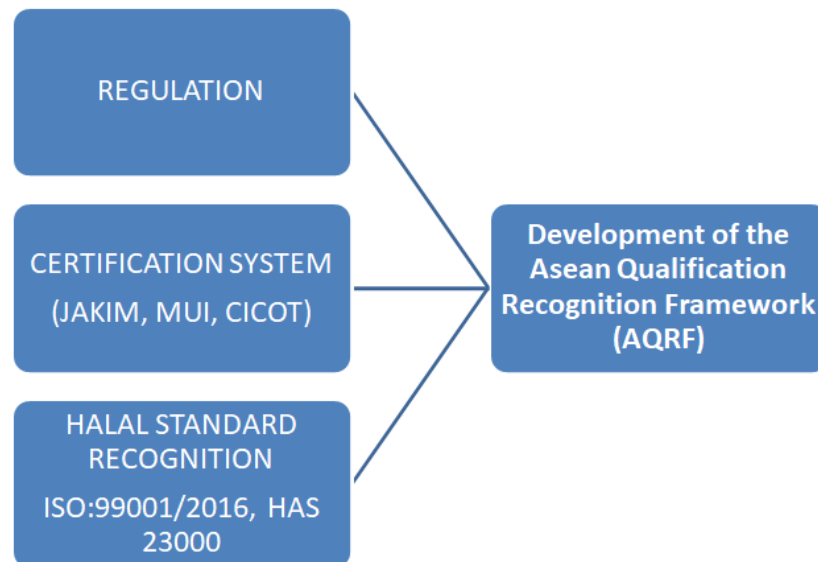 REGULATION
CERTIFICATION SYSTEM
(JAKIM, MUI, CICOT)
HALAL STANDARD
RECOGNITION
ISO:99001/2016, HAS
23000
Development of the
Asean Qualification
Recognition Framework
(AQRF)